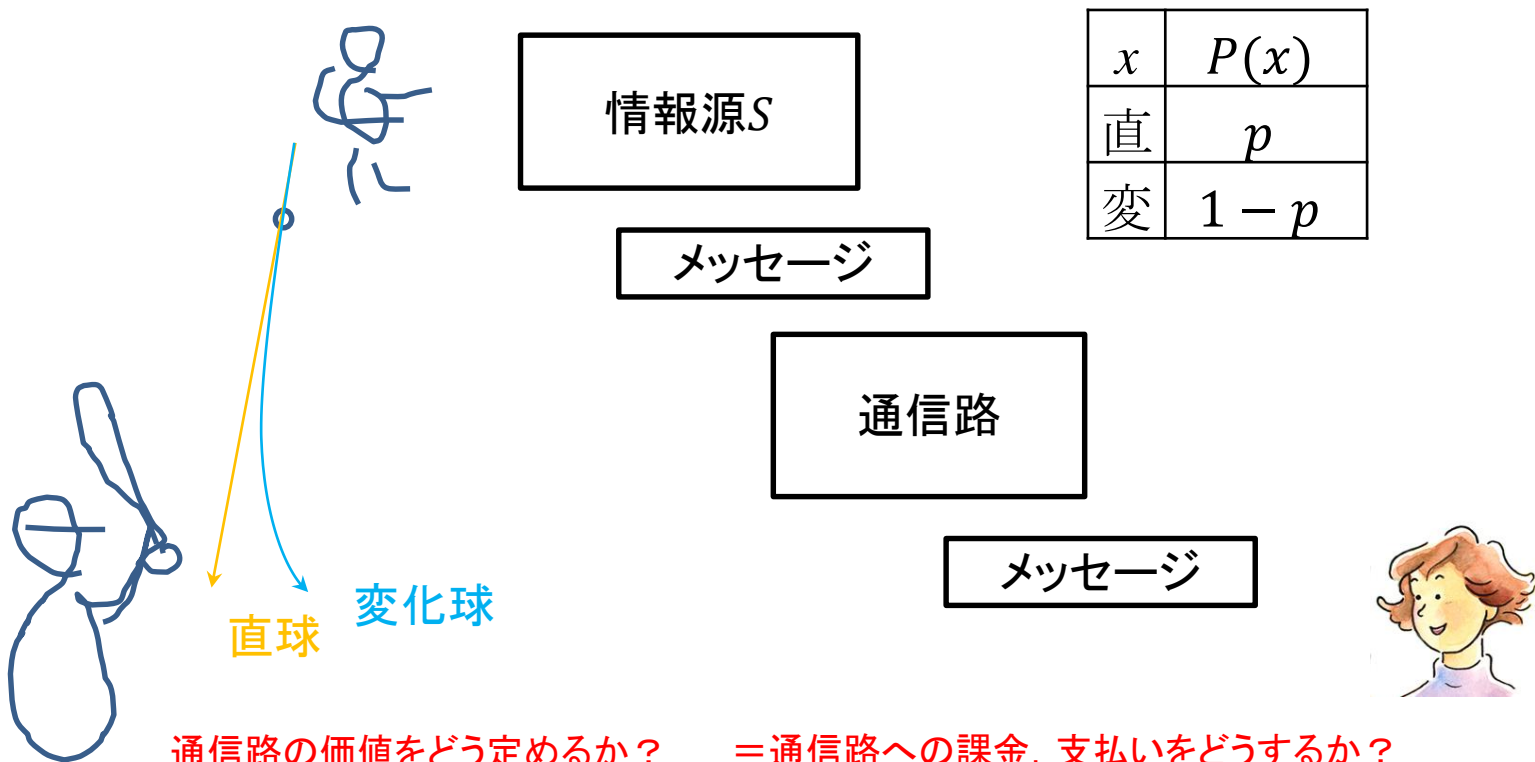 情報源S
x P(x)
直 p
変 1 − p
メッセージ
通信路
メッセージ
変化球
直球
通信路の価値をどう定めるか？ ＝通信路への課金，支払いをどうするか？